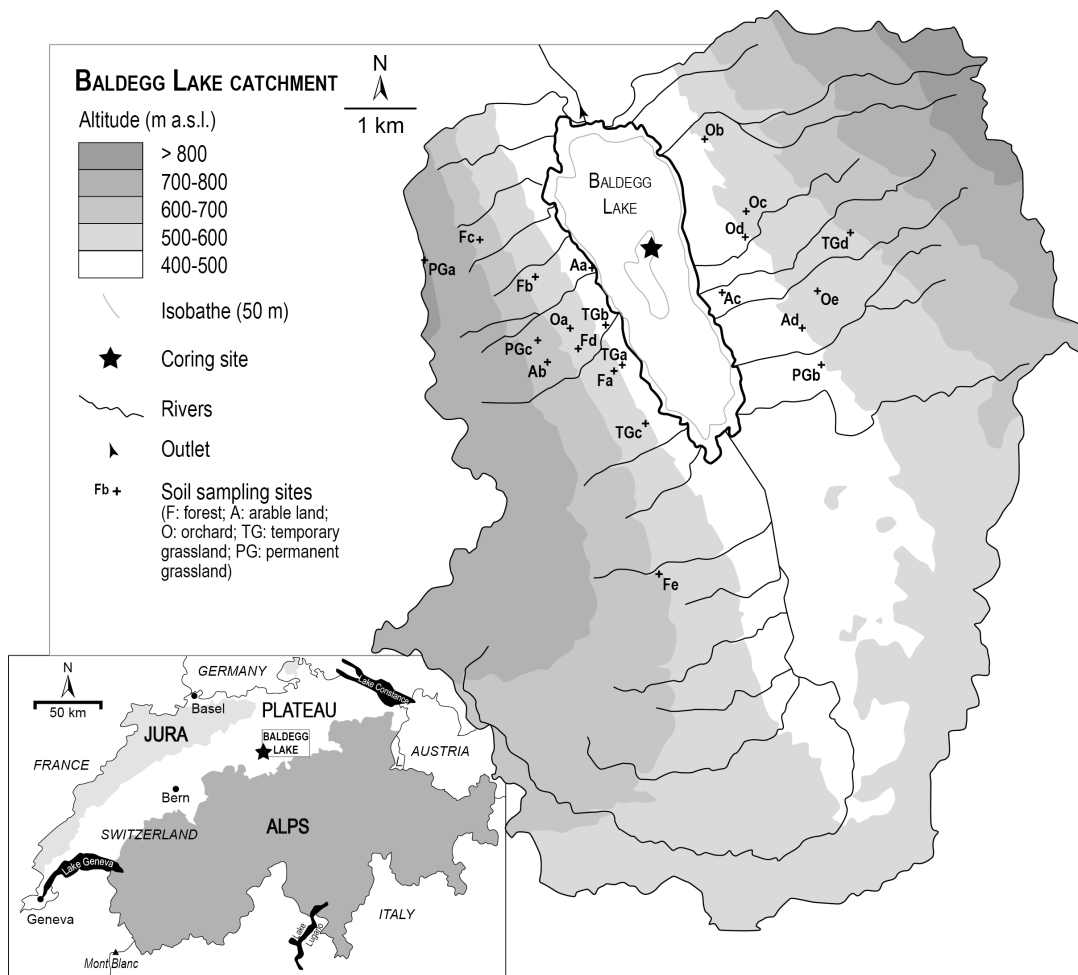 BALDEGG LAKE CATCHMENT
Altitude (m a.s.l.)
> 800
700-800
600-700
500-600
400-500
Isobathe (50 m)
Coring site
Rivers
Outlet
Fb
Soil sampling sites
(F: forest; A: arable land;
O: orchard; TG: temporary
grassland; PG: permanent
grassland)
N
1 km
BALDEGG
LAKE
Ob
Oc
Od
TGd
Fc
PGa
Aa
Fb
Ac
Oe
Ad
Oa
TGb
Fd
PGc
Ab
TGa
Fa
PGb
TGc
Fe
N
50 km
GERMANY
Lake Constance
Basel
PLATEAU
JURA
BALDEGG
LAKE
AUSTRIA
L
FRANCE
Bern
SWITZERLAND
ALPS
Lake Geneva
Geneva
Lake
Lugano
ITALY
Mont Blanc